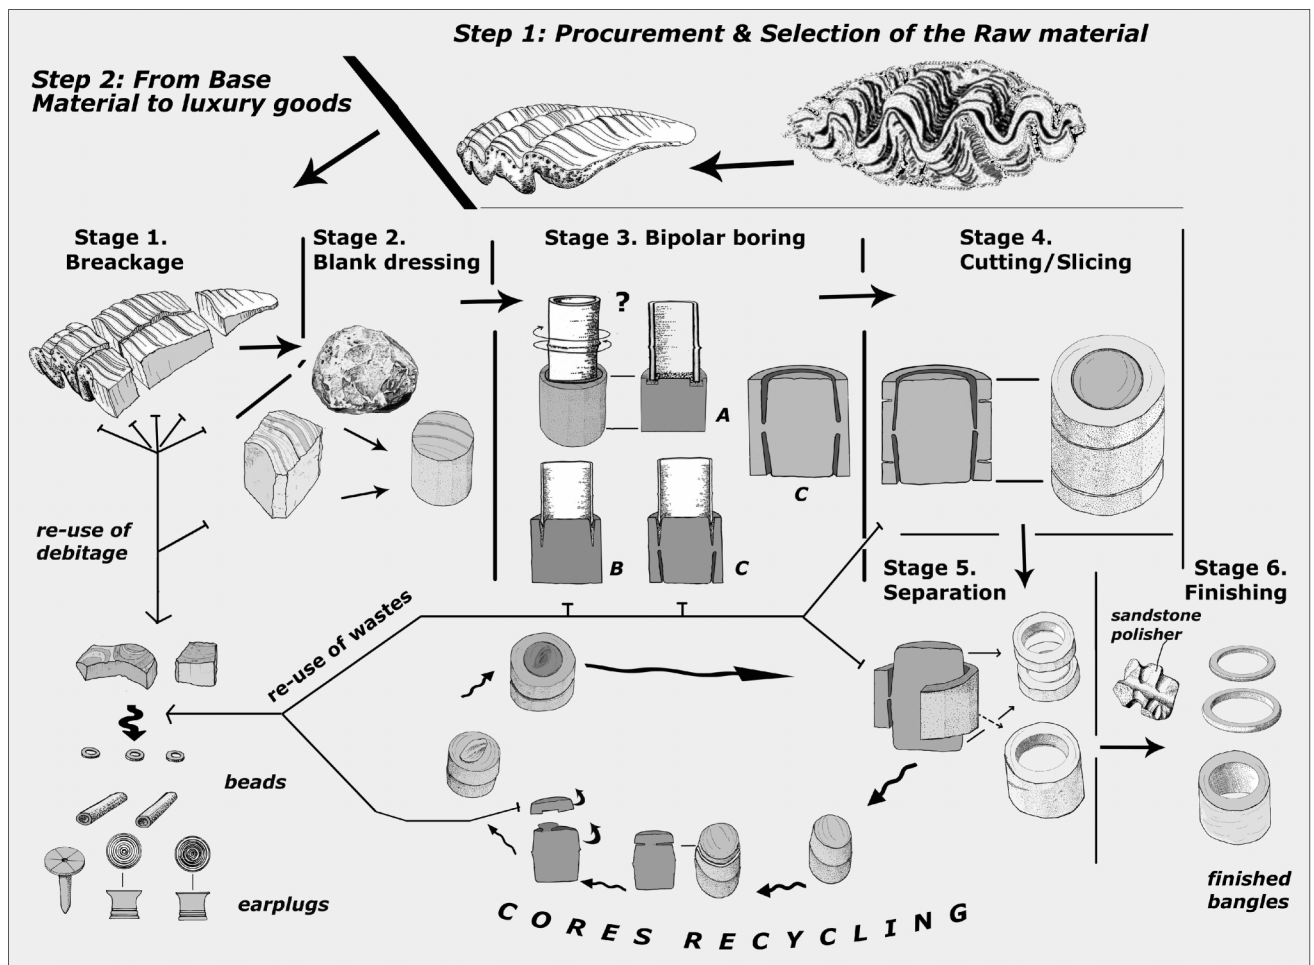 Step 1: Procurement & Selection of the Raw material
Step 2: From Base
Material to luxury goods
Stage 1.
Breackage
Stage 2.
Blank dressing
Stage 3. Bipolar boring
Stage 4.
Cutting/Slicing
?
A
C
B
C
re-use of
debitage
Stage 5.
Separation
Stage 6.
Finishing
sandstone
polisher
re-use of wastes
beads
earplugs
finished
bangles
CORES RECYCLING